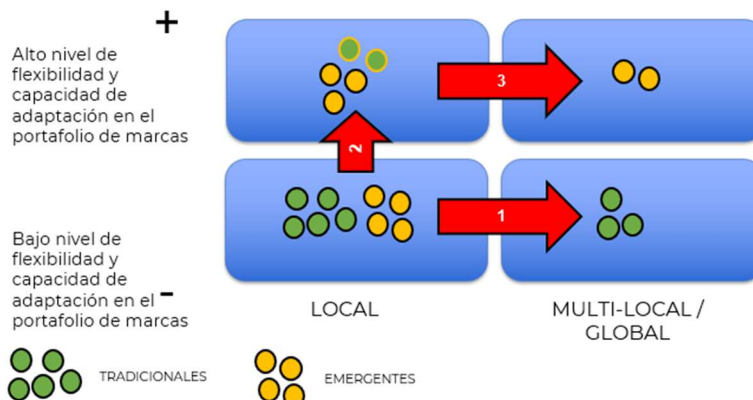 +
Alto nivel de
flexibilidad y
capacidad de
adaptación en el
portafolio de marcas
3
2
1
Bajo nivel de
flexibilidad y
capacidad de
adaptación en el -
portafolio de marcas
LOCAL
MULTI-LOCAL /
GLOBAL
TRADICIONALES
EMERGENTES